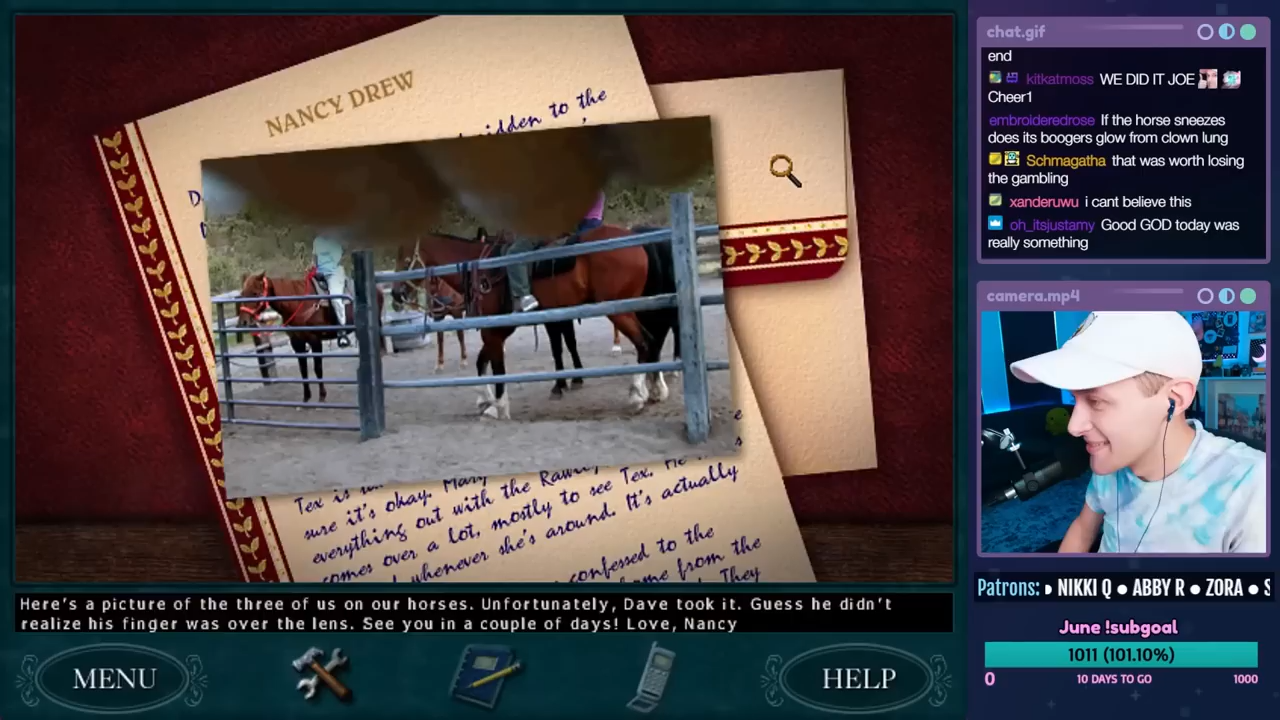 NANCY DREW
hidden to the
Tex is
sure it's okay. Mary
everything out with the Rawley
comes over a lot, mostly to see Tex. He
whenever she's around. It's actually
confessed to the
home from the
They
Here's a picture of the three of us on our horses. Unfortunately, Dave took it. Guess he didn't
realize his finger was over the lens. See you in a couple of days! Love, Nancy
MENU
HELP
chat.gif
end
kitkatmoss WE DID IT JOE
Cheer1
embroideredrose If the horse sneezes
does its boogers glow from clown lung
Schmagatha that was worth losing
the gambling
xanderuwu i cant believe this
oh_itsjustamy Good GOD today was
really something
camera.mp4
Patrons: NIKKI Q ● ABBY R ● ZORA ● S
June !subgoal
1011 (101.10%)
0 10 DAYS TO GO 1000